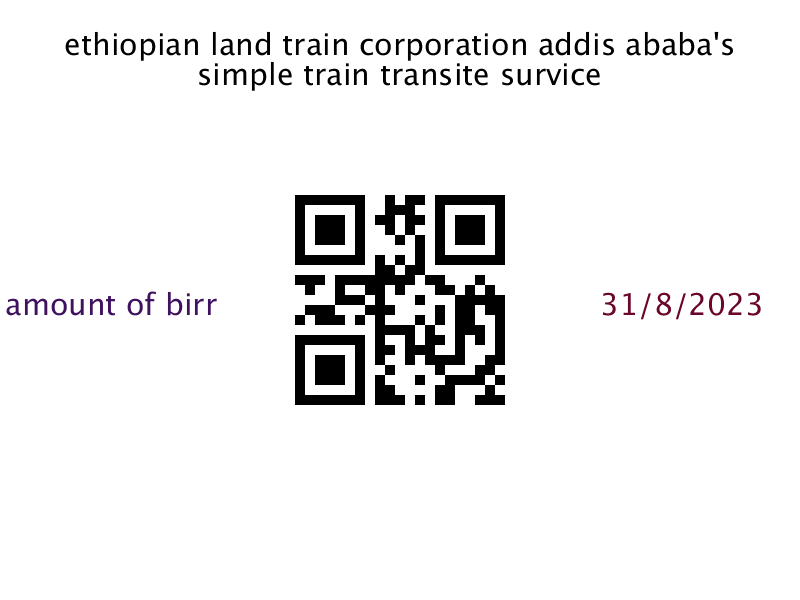 ethiopian land train corporation addis ababa's
simple train transite survice
amount of birr
31/8/2023